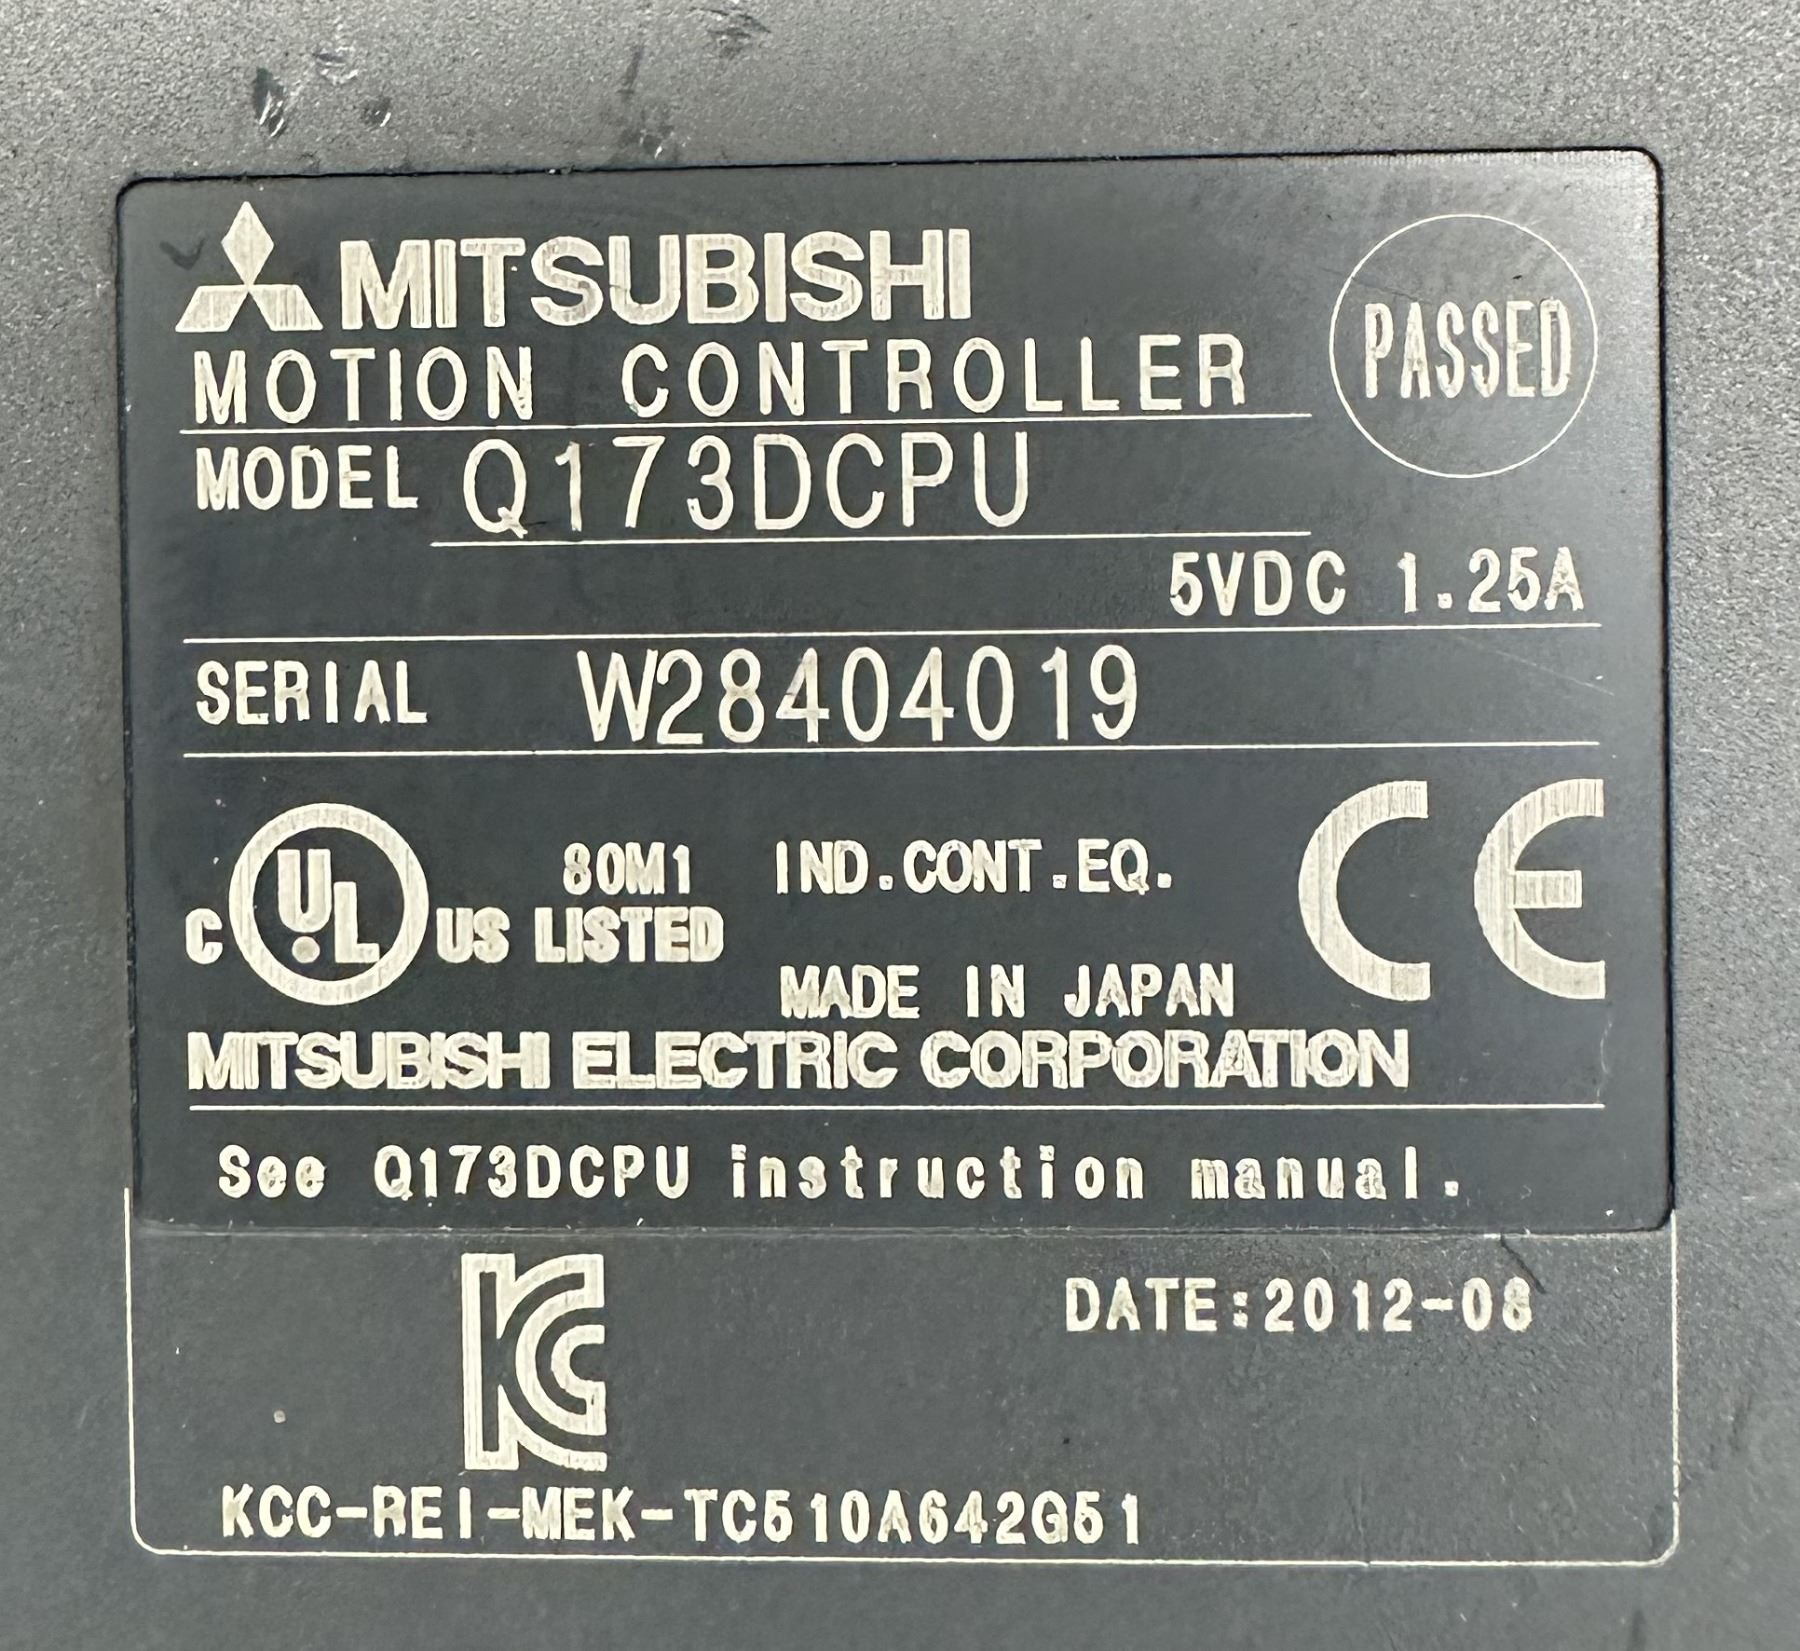 MITSUBISHI
PASSED
MOTION CONTROLLER
MODEL Q173DCPU
5VDC 1.25A
SERIAL W28404019
80M1 IND.CONT.EQ.
C UL US LISTED
CE
MADE IN JAPAN
MITSUBISHI ELECTRIC CORPORATION
See Q173DCPU instruction manual.
KC
DATE:2012-08
KCC-REI-MEK-TC510A642G51